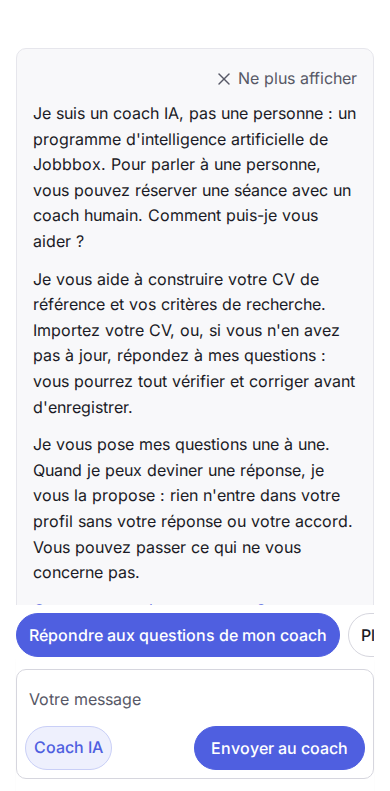 Ne plus afficher
Je suis un coach IA, pas une personne : un
programme d'intelligence artificielle de
Jobbbox. Pour parler à une personne,
vous pouvez réserver une séance avec un
coach humain. Comment puis-je vous
aider ?
Je vous aide à construire votre CV de
référence et vos critères de recherche.
Importez votre CV, ou, si vous n'en avez
pas à jour, répondez à mes questions :
vous pourrez tout vérifier et corriger avant
d'enregistrer.
Je vous pose mes questions une à une.
Quand je peux deviner une réponse, je
vous la propose : rien n'entre dans votre
profil sans votre réponse ou votre accord.
Vous pouvez passer ce qui ne vous
concerne pas.
Répondre aux questions de mon coach
Votre message
Coach IA
Envoyer au coach